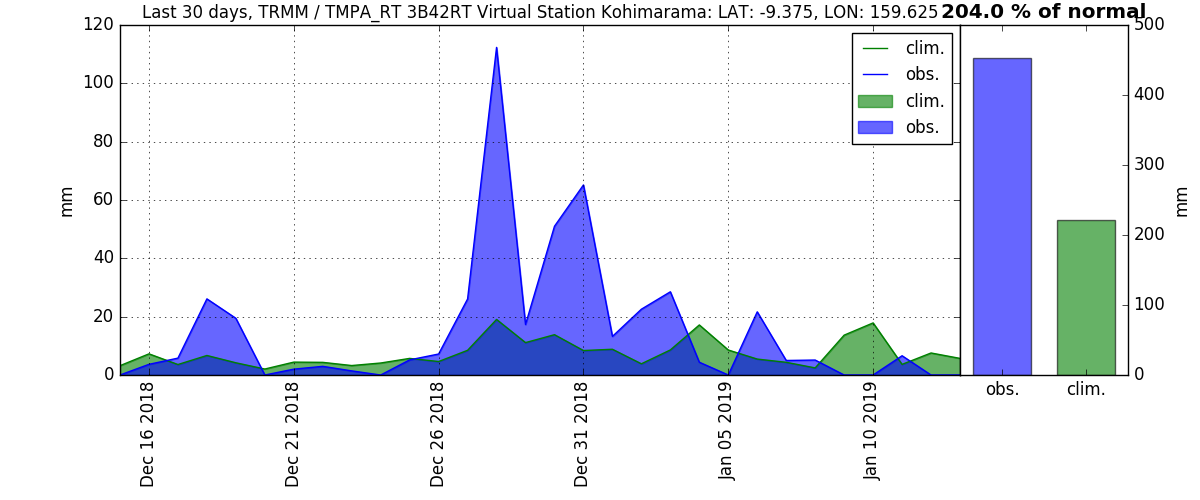 Last 30 days, TRMM / TMPA_RT 3B42RT Virtual Station Kohimarama: LAT: -9.375, LON: 159.625 204.0 % of normal
120
100
80
60
40
20
0
mm
clim.
obs.
clim.
obs.
Dec 16 2018
Dec 21 2018
Dec 26 2018
Dec 31 2018
Jan 05 2019
Jan 10 2019
500
400
300
200
100
0
mm
obs. clim.